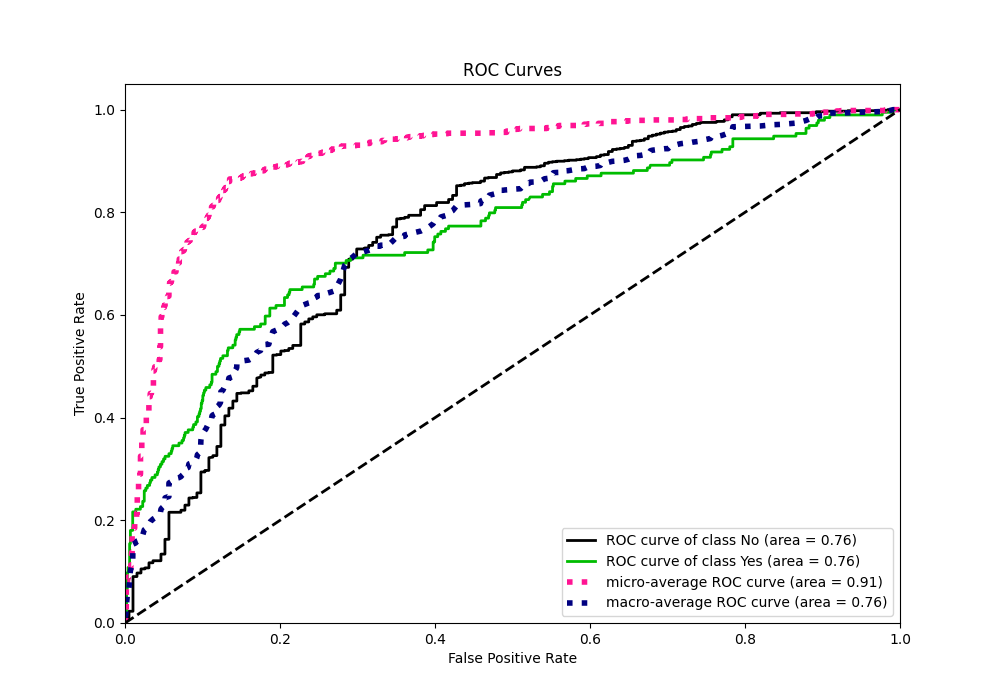 ROC Curves
1.0
0.8
0.6
0.4
0.2
0.0
True Positive Rate
ROC curve of class No (area = 0.76)
ROC curve of class Yes (area = 0.76)
micro-average ROC curve (area = 0.91)
macro-average ROC curve (area = 0.76)
0.0 0.2 0.4 0.6 0.8 1.0
False Positive Rate